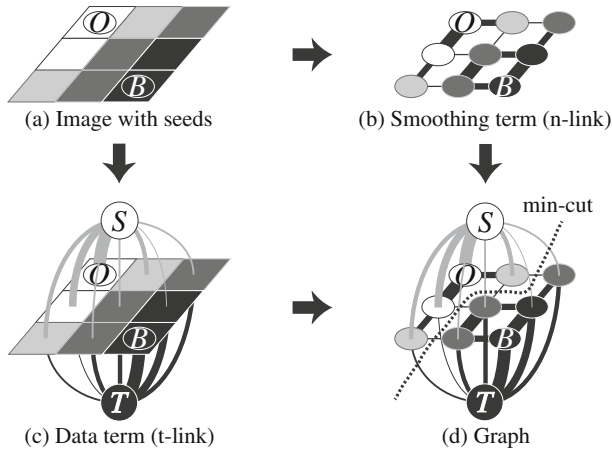 O
O
B
B
(a) Image with seeds
(b) Smoothing term (n-link)
S
S
min-cut
O
O
B
B
T
T
(c) Data term (t-link)
(d) Graph